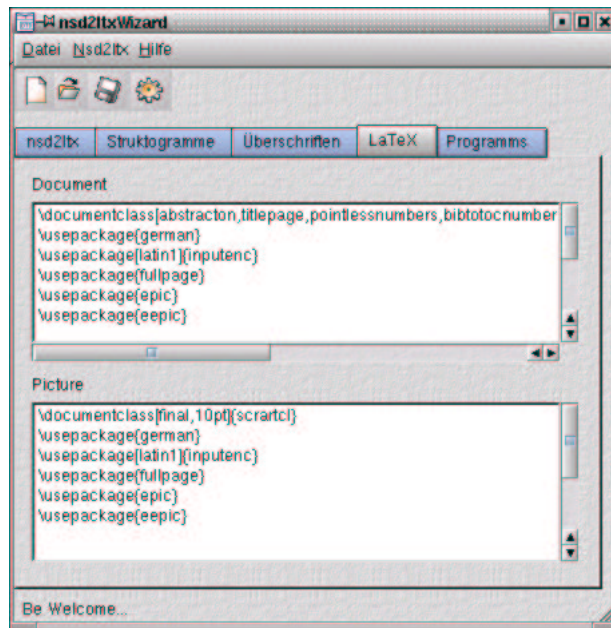 nsd2ltxWizard
Datei Nsd2ltx Hilfe
nsd2ltx Struktogramme Überschriften LaTeX Programms
Document
\documentclass[abstracton,titlepage,pointlessnumbers,bibtotocnumber
\usepackage{german}
\usepackage[latin1]{inputenc}
\usepackage{fullpage}
\usepackage{epic}
\usepackage{eepic}
Picture
\documentclass[final,10pt]{scrartcl}
\usepackage{german}
\usepackage[latin1]{inputenc}
\usepackage{fullpage}
\usepackage{epic}
\usepackage{eepic}
Be Welcome...